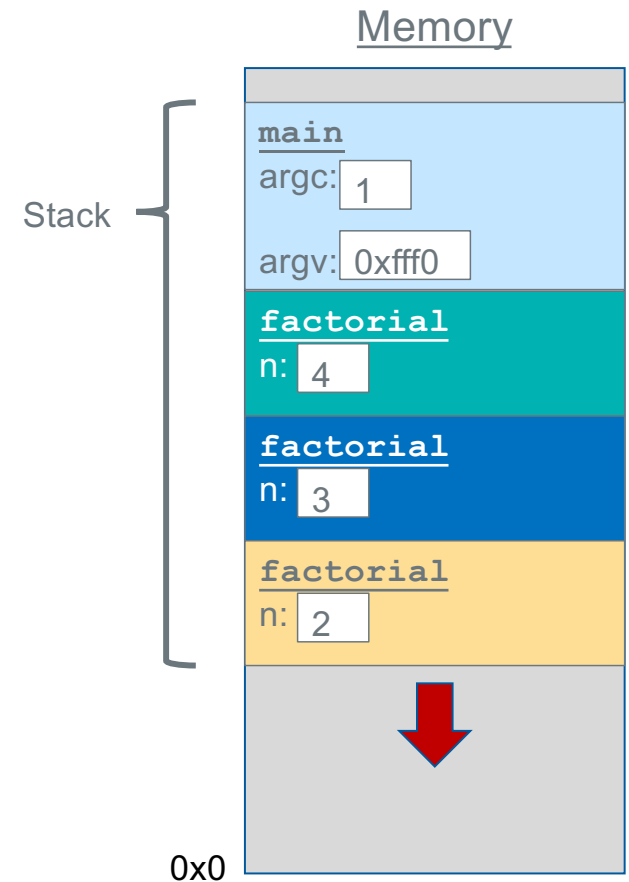 Memory
Stack
main
argc: 1
argv: 0xfff0
factorial
n: 4
factorial
n: 3
factorial
n: 2
0x0